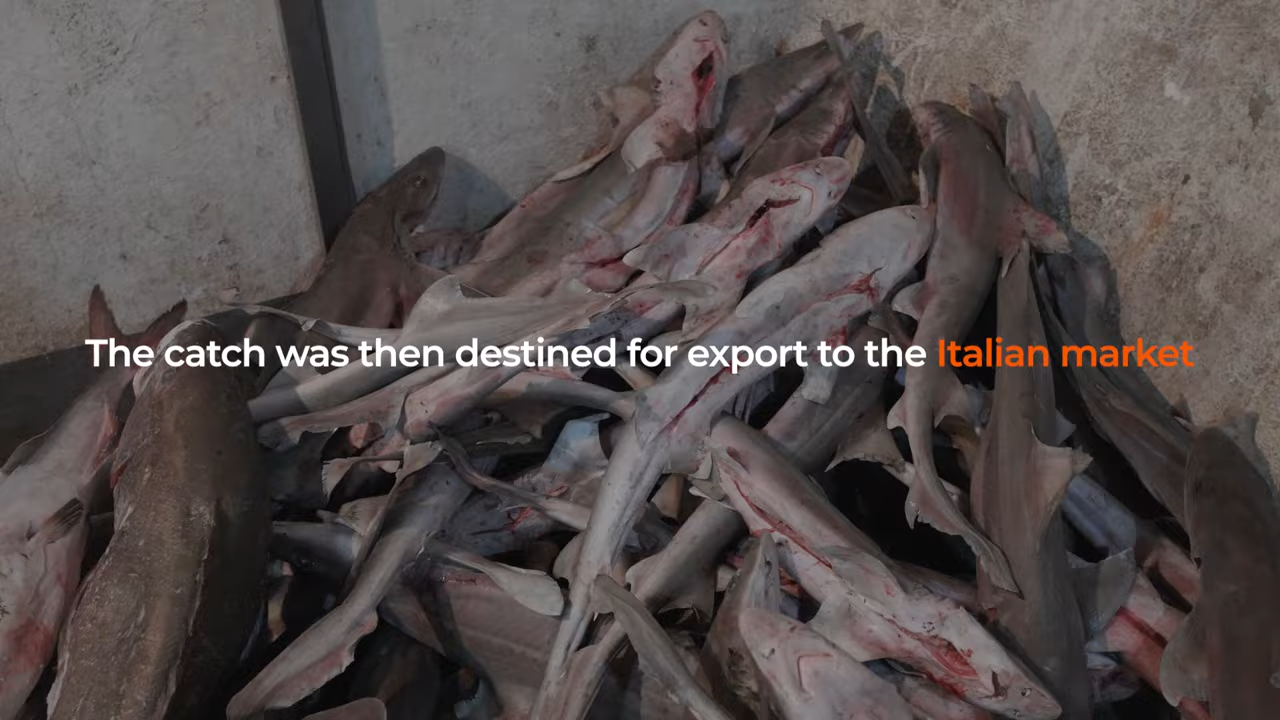 The catch was then destined for export to the Italian market